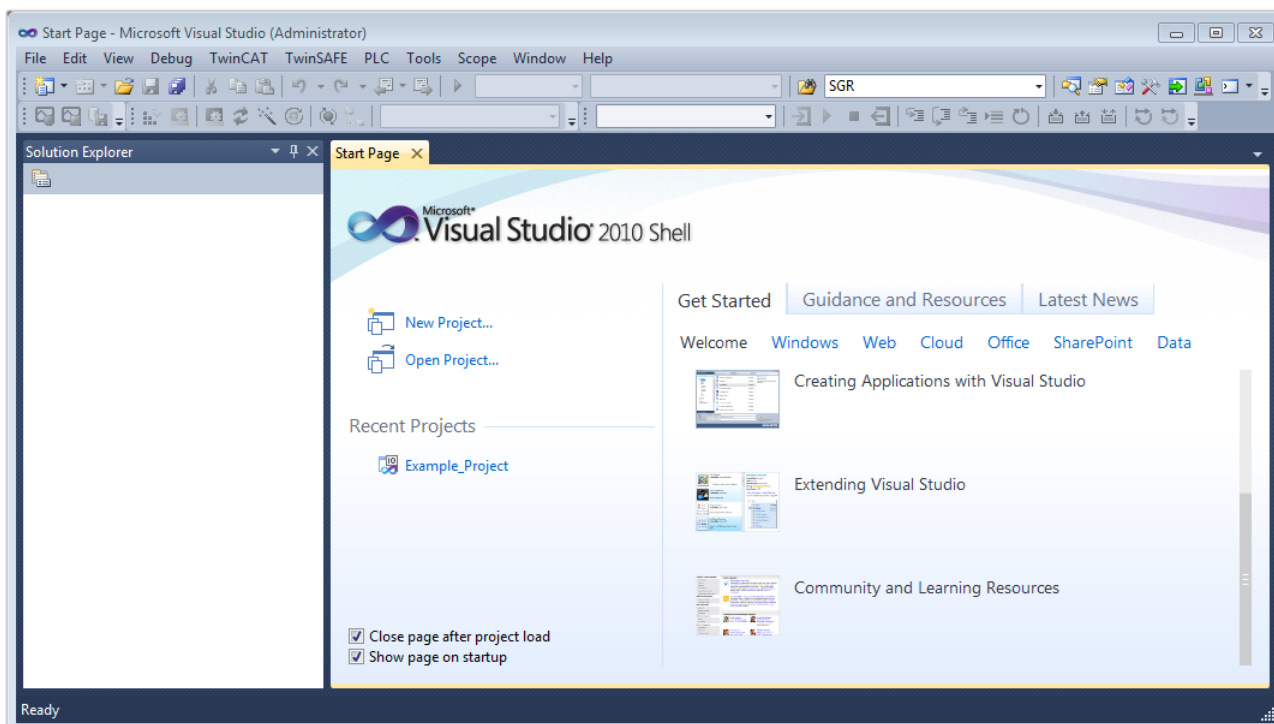 Start Page - Microsoft Visual Studio (Administrator)
File Edit View Debug TwinCAT TwinSAFE PLC Tools Scope Window Help
SGR
Solution Explorer
Start Page
Microsoft
Visual Studio 2010 Shell
Get Started Guidance and Resources Latest News
New Project...
Welcome Windows Web Cloud Office SharePoint Data
Open Project...
Creating Applications with Visual Studio
Recent Projects
Example_Project
Extending Visual Studio
Community and Learning Resources
Close page after project load
Show page on startup
Ready